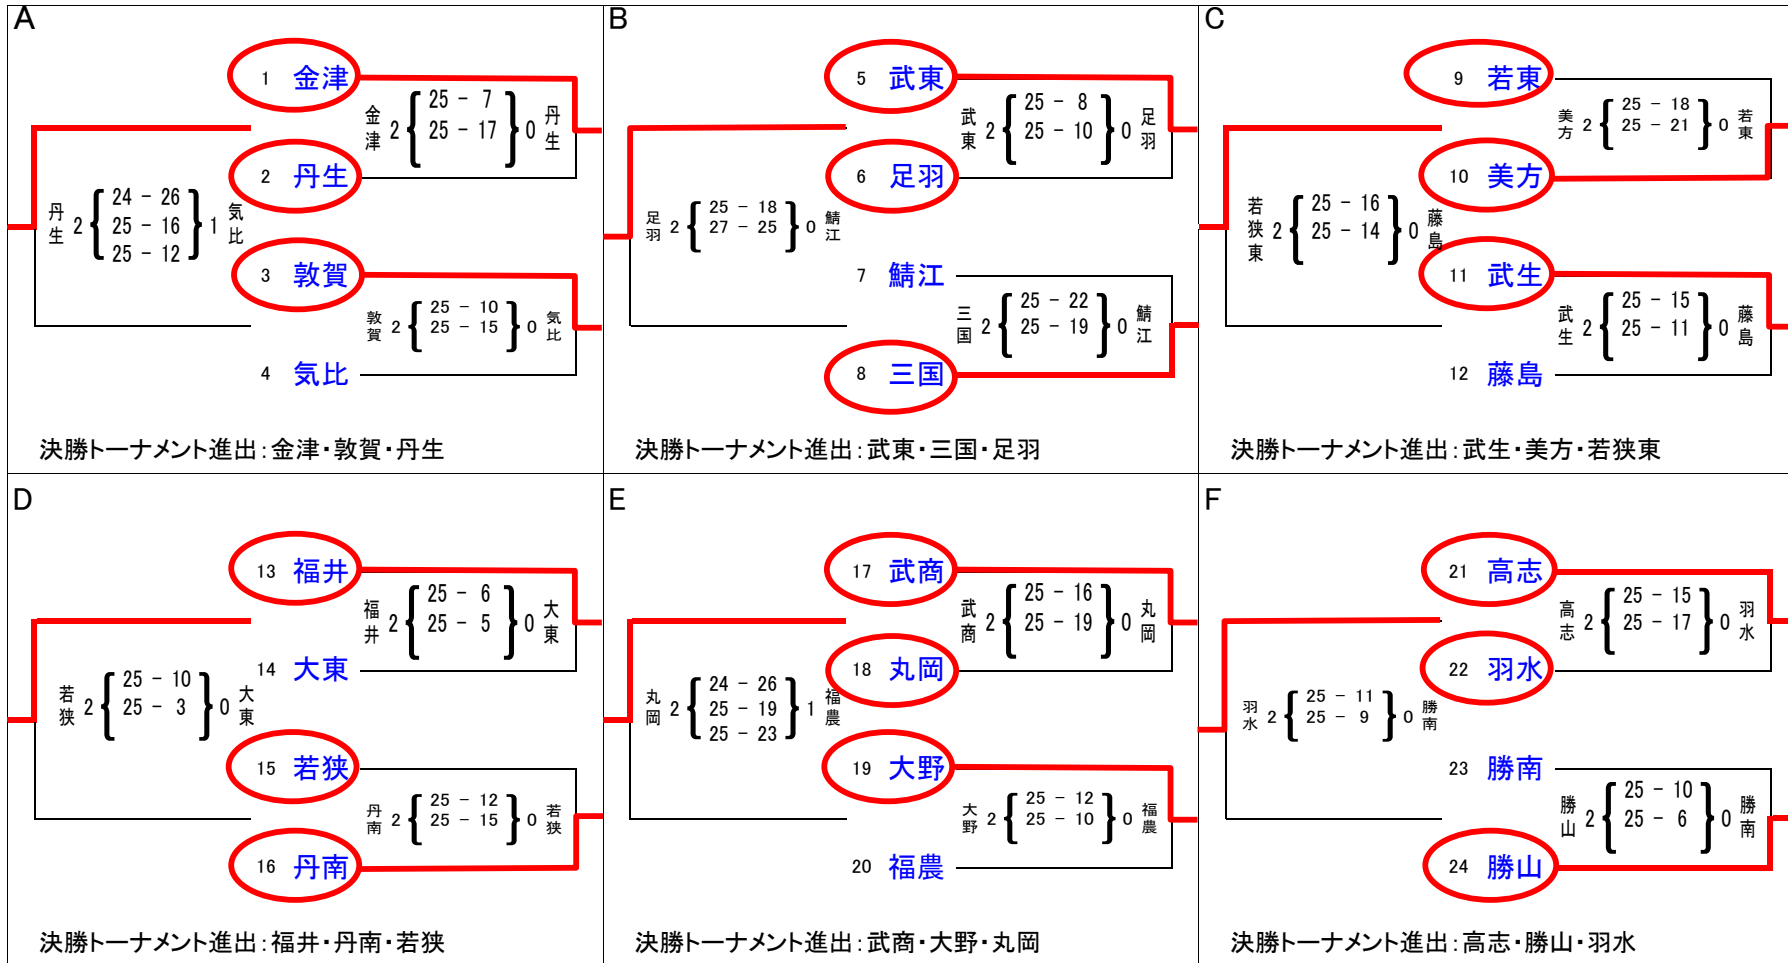 A
1 金津
金津 2 { 25 - 7 25 - 17 } 0 丹生
2 丹生
丹生 2 { 24 - 26 25 - 16 25 - 12 } 1 気比
3 敦賀
敦賀 2 { 25 - 10 25 - 15 } 0 気比
4 気比
決勝トーナメント進出:金津・敦賀・丹生
B
5 武東
武東 2 { 25 - 8 25 - 10 } 0 足羽
6 足羽
足羽 2 { 25 - 18 27 - 25 } 0 鯖江
7 鯖江
三国 2 { 25 - 22 25 - 19 } 0 鯖江
8 三国
決勝トーナメント進出:武東・三国・足羽
C
9 若東
美方 2 { 25 - 18 25 - 21 } 0 若東
10 美方
若狭東 2 { 25 - 16 25 - 14 } 0 藤島
11 武生
武生 2 { 25 - 15 25 - 11 } 0 藤島
12 藤島
決勝トーナメント進出:武生・美方・若狭東
D
13 福井
福井 2 { 25 - 6 25 - 5 } 0 大東
14 大東
若狭 2 { 25 - 10 25 - 3 } 0 大東
15 若狭
丹南 2 { 25 - 12 25 - 15 } 0 若狭
16 丹南
決勝トーナメント進出:福井・丹南・若狭
E
17 武商
武商 2 { 25 - 16 25 - 19 } 0 丸岡
18 丸岡
丸岡 2 { 24 - 26 25 - 19 25 - 23 } 1 福農
19 大野
大野 2 { 25 - 12 25 - 10 } 0 福農
20 福農
決勝トーナメント進出:武商・大野・丸岡
F
21 高志
高志 2 { 25 - 15 25 - 17 } 0 羽水
22 羽水
羽水 2 { 25 - 11 25 - 9 } 0 勝南
23 勝南
勝山 2 { 25 - 10 25 - 6 } 0 勝南
24 勝山
決勝トーナメント進出:高志・勝山・羽水